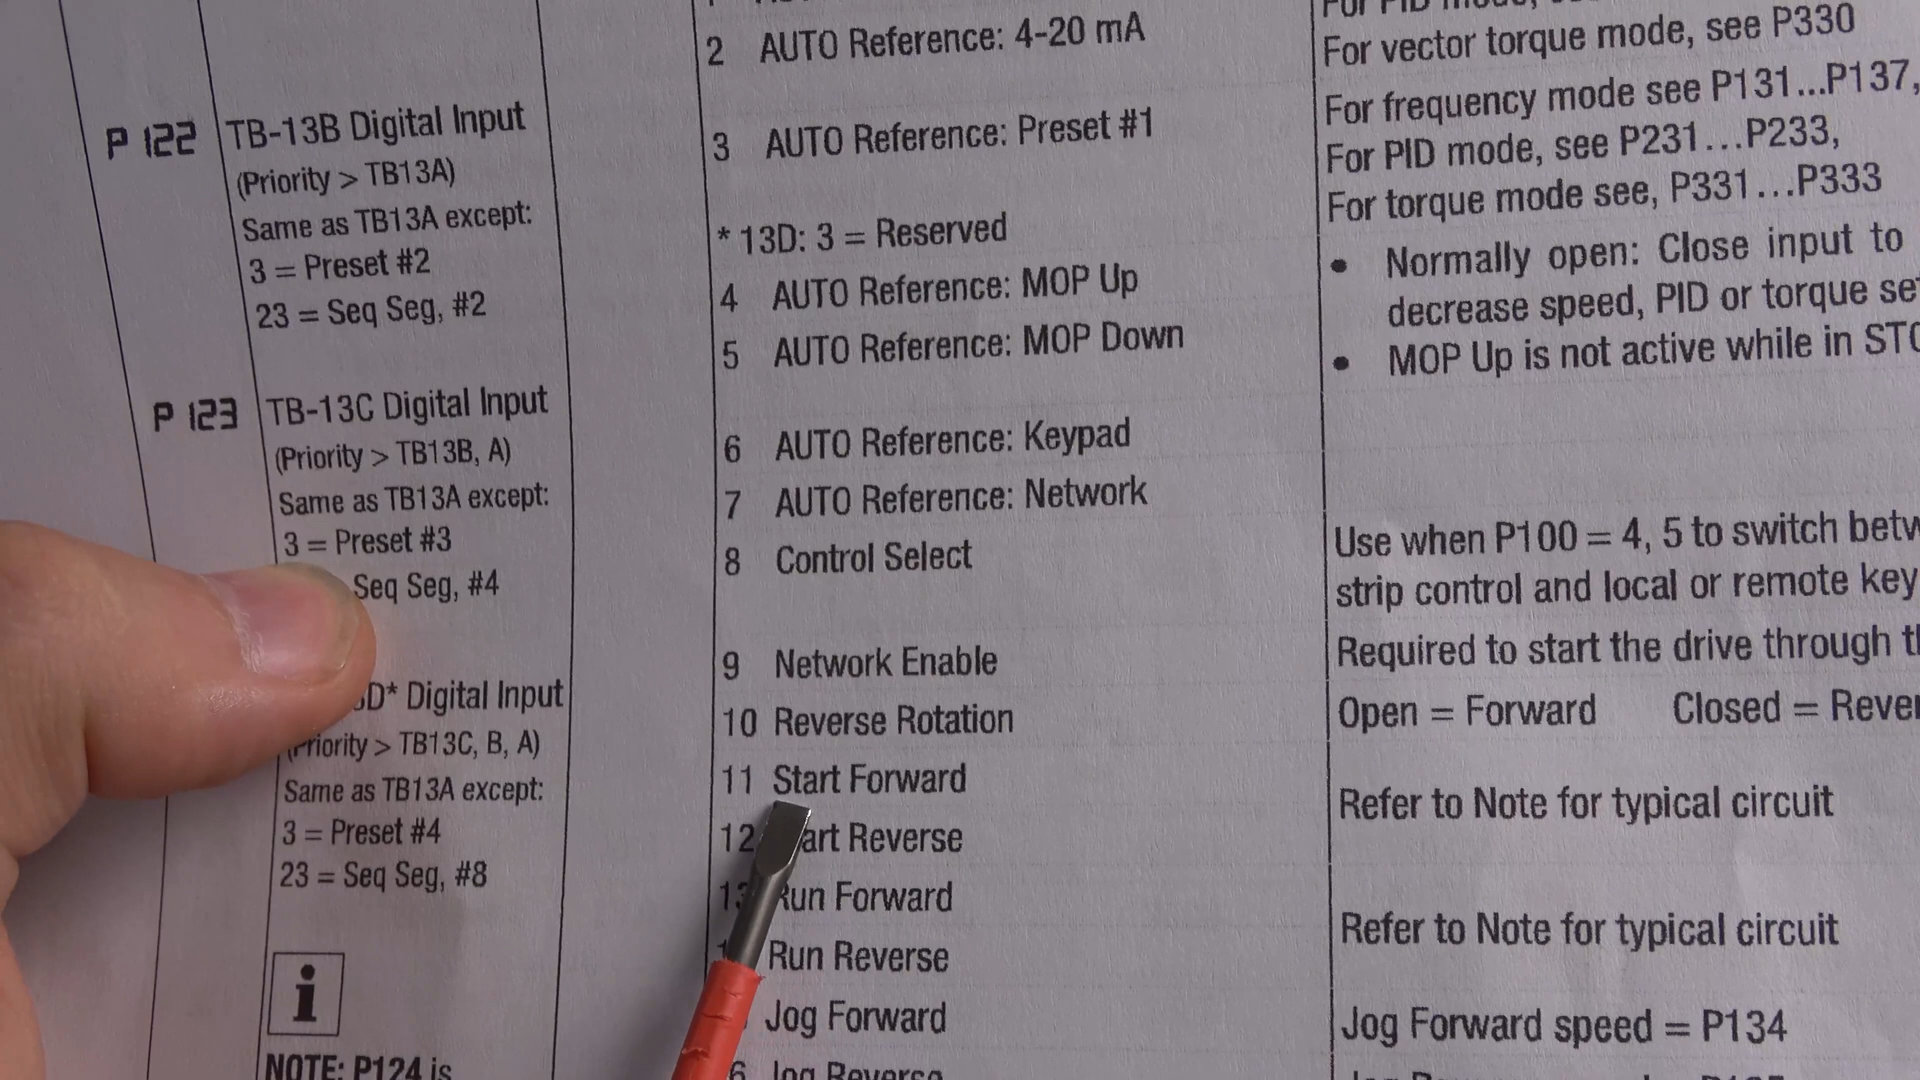 2 AUTO Reference: 4-20 mA
For vector torque mode, see P330
P 122 TB-13B Digital Input
(Priority > TB13A)
Same as TB13A except:
3 = Preset #2
23 = Seq Seg, #2
3 AUTO Reference: Preset #1
For frequency mode see P131...P137,
For PID mode, see P231...P233,
For torque mode see, P331...P333
* 13D: 3 = Reserved
4 AUTO Reference: MOP Up
5 AUTO Reference: MOP Down
• Normally open: Close input to
decrease speed, PID or torque
• MOP Up is not active while in
P 123 TB-13C Digital Input
(Priority > TB13B, A)
Same as TB13A except:
3 = Preset #3
Seq Seg, #4
6 AUTO Reference: Keypad
7 AUTO Reference: Network
8 Control Select
Use when P100 = 4, 5 to switch
strip control and local or remote
9 Network Enable
Required to start the drive through
10 Reverse Rotation
Open = Forward Closed =
D* Digital Input
(Priority > TB13C, B, A)
Same as TB13A except:
3 = Preset #4
23 = Seq Seg, #8
11 Start Forward
12 art Reverse
Refer to Note for typical circuit
13 Run Forward
Run Reverse
Refer to Note for typical circuit
Jog Forward
Jog Forward speed = P134
6 Jog Reverse
i
NOTE: P124 is